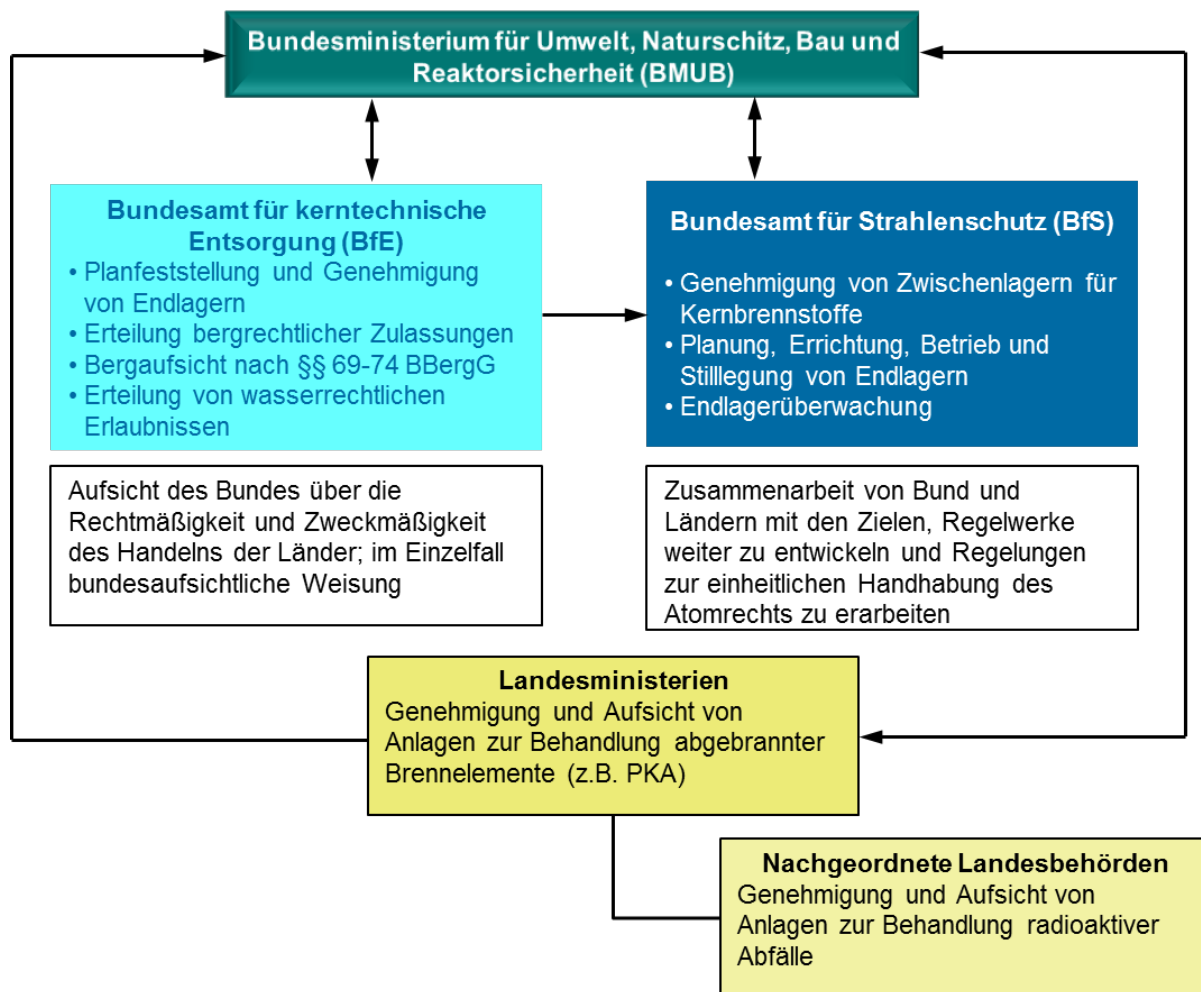 Bundesministerium für Umwelt, Naturschitz, Bau und
Reaktorsicherheit (BMUB)
Bundesamt für kerntechnische
Entsorgung (BfE)
• Planfeststellung und Genehmigung
von Endlagern
• Erteilung bergrechtlicher Zulassungen
• Bergaufsicht nach §§ 69-74 BBergG
• Erteilung von wasserrechtlichen
Erlaubnissen
Bundesamt für Strahlenschutz (BfS)
• Genehmigung von Zwischenlagern für
Kernbrennstoffe
• Planung, Errichtung, Betrieb und
Stilllegung von Endlagern
• Endlagerüberwachung
Aufsicht des Bundes über die
Rechtmäßigkeit und Zweckmäßigkeit
des Handelns der Länder; im Einzelfall
bundesaufsichtliche Weisung
Zusammenarbeit von Bund und
Ländern mit den Zielen, Regelwerke
weiter zu entwickeln und Regelungen
zur einheitlichen Handhabung des
Atomrechts zu erarbeiten
Landesministerien
Genehmigung und Aufsicht von
Anlagen zur Behandlung abgebrannter
Brennelemente (z.B. PKA)
Nachgeordnete Landesbehörden
Genehmigung und Aufsicht von
Anlagen zur Behandlung radioaktiver
Abfälle